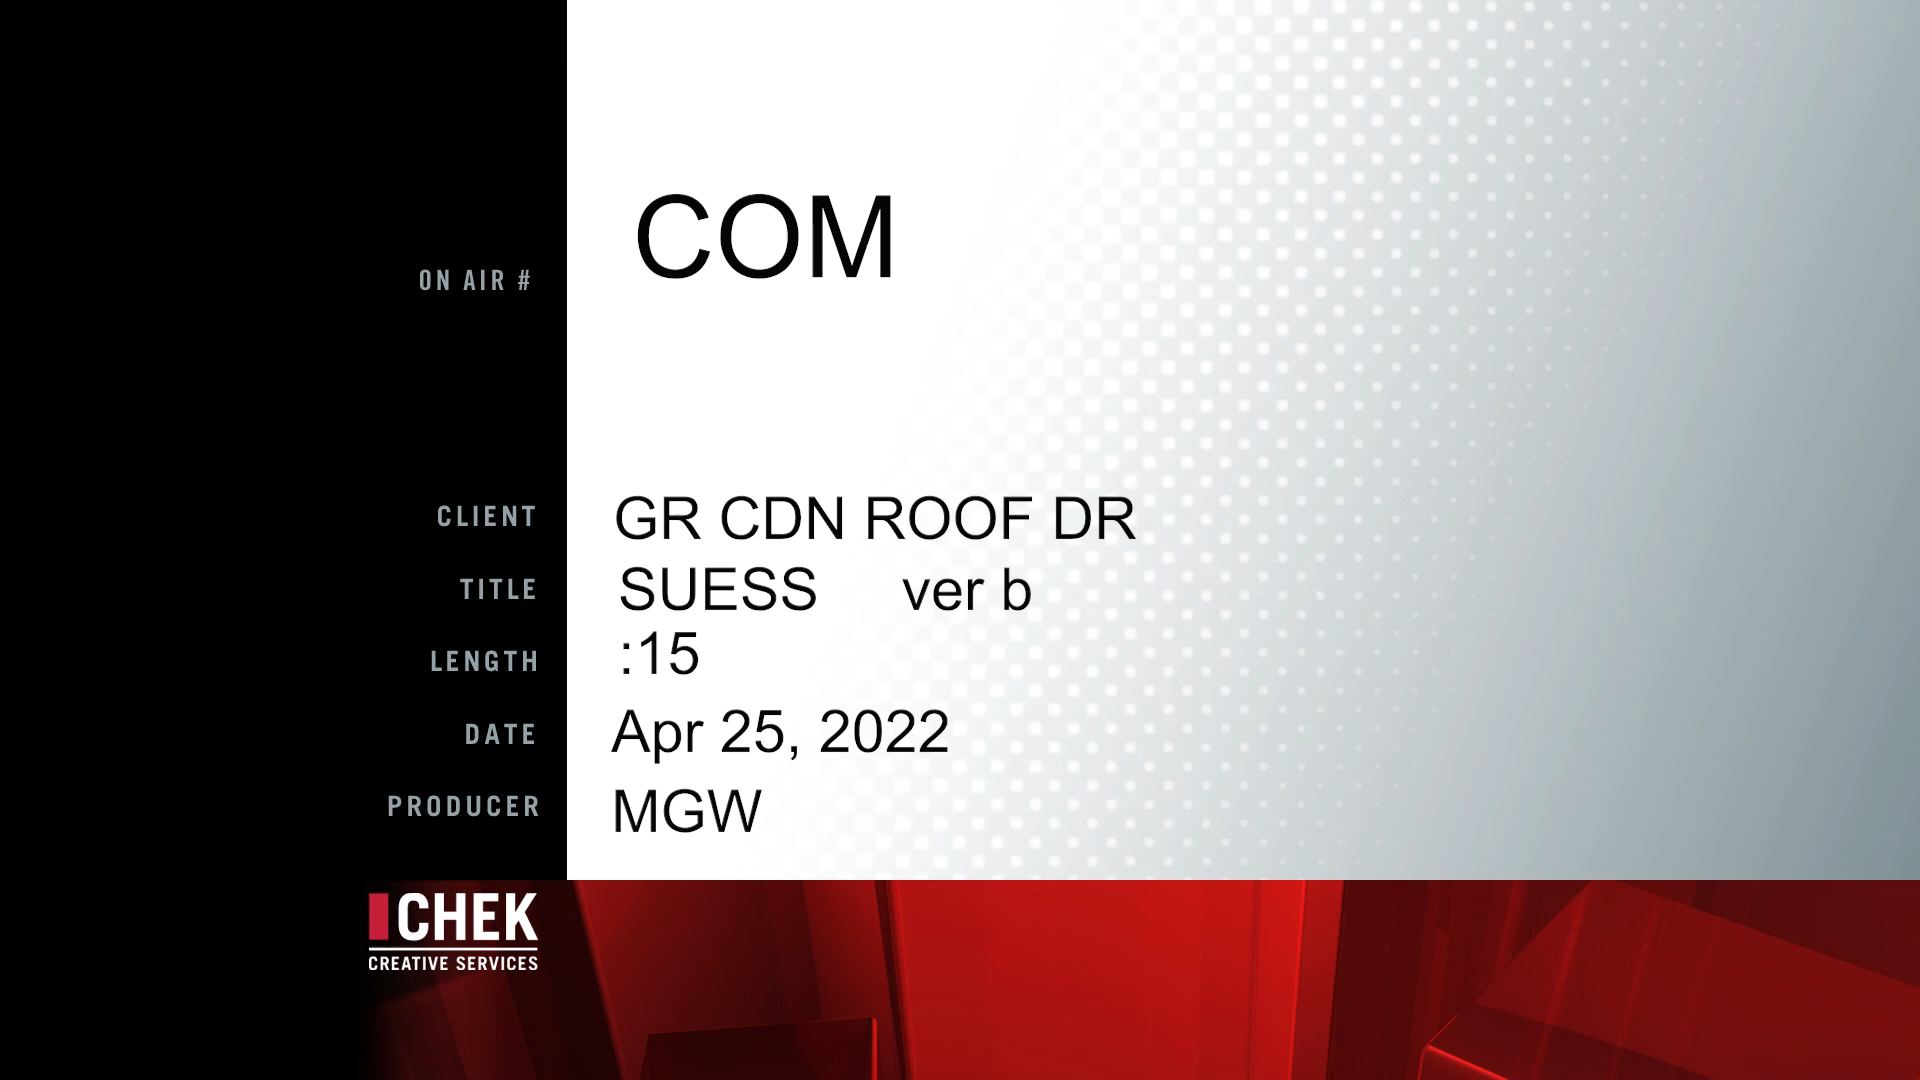 ON AIR # COM
CLIENT GR CDN ROOF DR
TITLE SUESS ver b
LENGTH :15
DATE Apr 25, 2022
PRODUCER MGW
CHEK
CREATIVE SERVICES